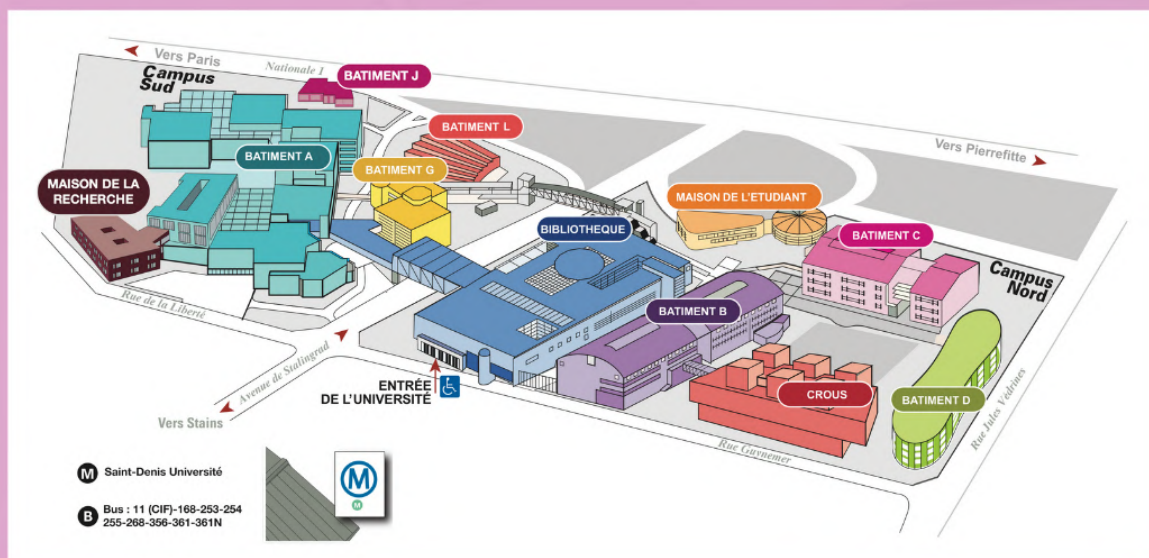 Vers Paris
Nationale 1
Campus
Sud
BATIMENT J
BATIMENT L
Vers Pierrefitte
BATIMENT A
BATIMENT G
MAISON DE LA
RECHERCHE
MAISON DE L'ETUDIANT
BIBLIOTHEQUE
BATIMENT C
Campus
Nord
Rue de la Liberté
BATIMENT B
Avenue de Stalingrad
ENTRÉE
DE L'UNIVERSITÉ
CROUS
BATIMENT D
Rue Jules Védrines
Vers Stains
Rue Guynemer
M Saint-Denis Université
B Bus : 11 (CIF)-168-253-254
255-268-356-361-361N
M
M